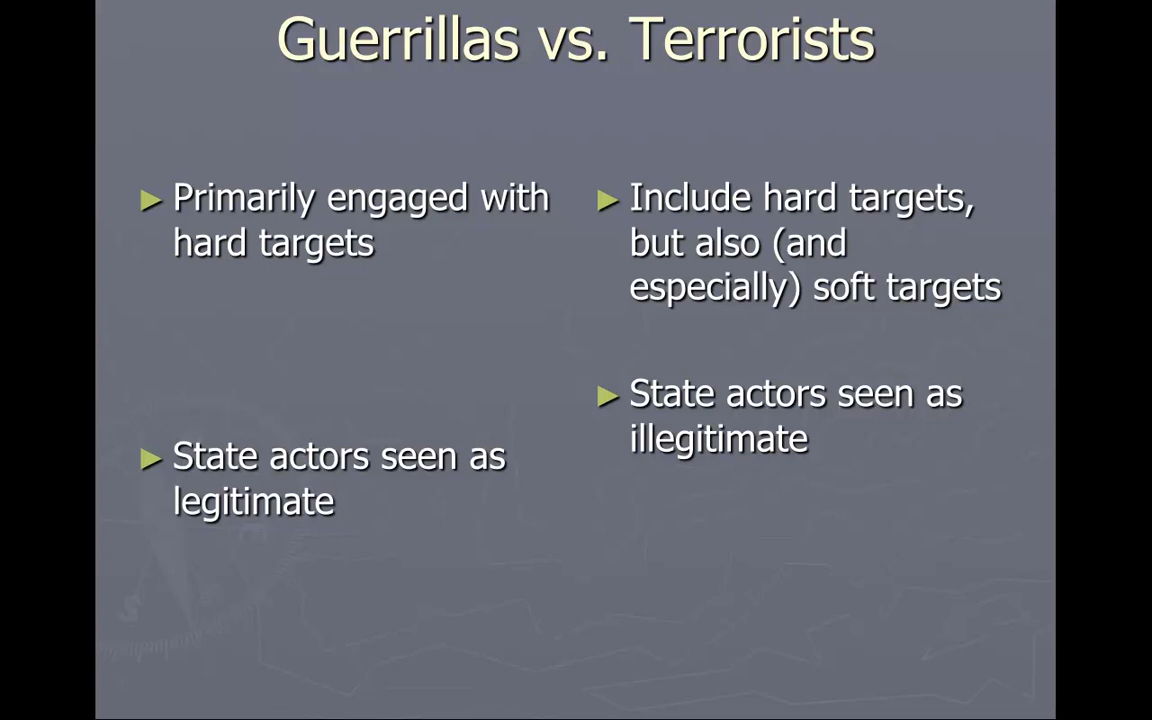 Guerrillas vs. Terrorists
Primarily engaged with
hard targets
State actors seen as
legitimate
Include hard targets,
but also (and
especially) soft targets
State actors seen as
illegitimate